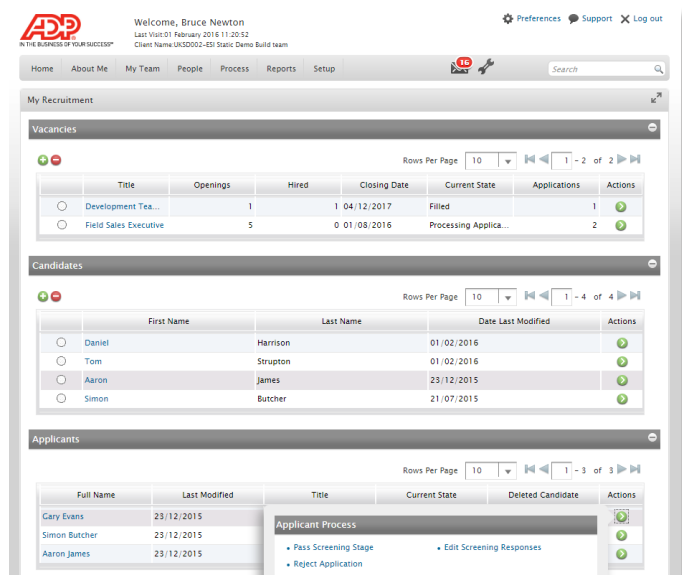 ADP
IN THE BUSINESS OF YOUR SUCCESS℠
Welcome, Bruce Newton
Last Visit:01 February 2016 11:20:52
Client Name:UKSD002-ESI Static Demo Build team
Preferences Support Log out
Home About Me My Team People Process Reports Setup 16 Search
My Recruitment
Vacancies
Rows Per Page 10 1 - 2 of 2
Title Openings Hired Closing Date Current State Applications Actions
Development Tea... 1 1 04/12/2017 Filled 1
Field Sales Executive 5 0 01/08/2016 Processing Applica... 2
Candidates
Rows Per Page 10 1 - 4 of 4
First Name Last Name Date Last Modified Actions
Daniel Harrison 01/02/2016
Tom Strupton 01/02/2016
Aaron James 23/12/2015
Simon Butcher 21/07/2015
Applicants
Rows Per Page 10 1 - 3 of 3
Full Name Last Modified Title Current State Deleted Candidate Actions
Gary Evans 23/12/2015
Simon Butcher 23/12/2015
Aaron James 23/12/2015
Applicant Process
• Pass Screening Stage • Edit Screening Responses
• Reject Application